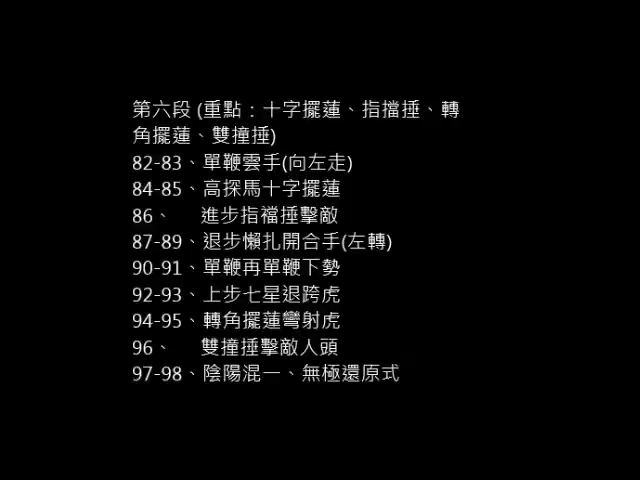 第六段 (重點：十字擺蓮、指擋捶、轉
角擺蓮、雙撞捶)
82-83、單鞭雲手(向左走)
84-85、高探馬十字擺蓮
86、 進步指襠捶擊敵
87-89、退步懶扎開合手(左轉)
90-91、單鞭再單鞭下勢
92-93、上步七星退跨虎
94-95、轉角擺蓮彎射虎
96、 雙撞捶擊敵人頭
97-98、陰陽混一、無極還原式